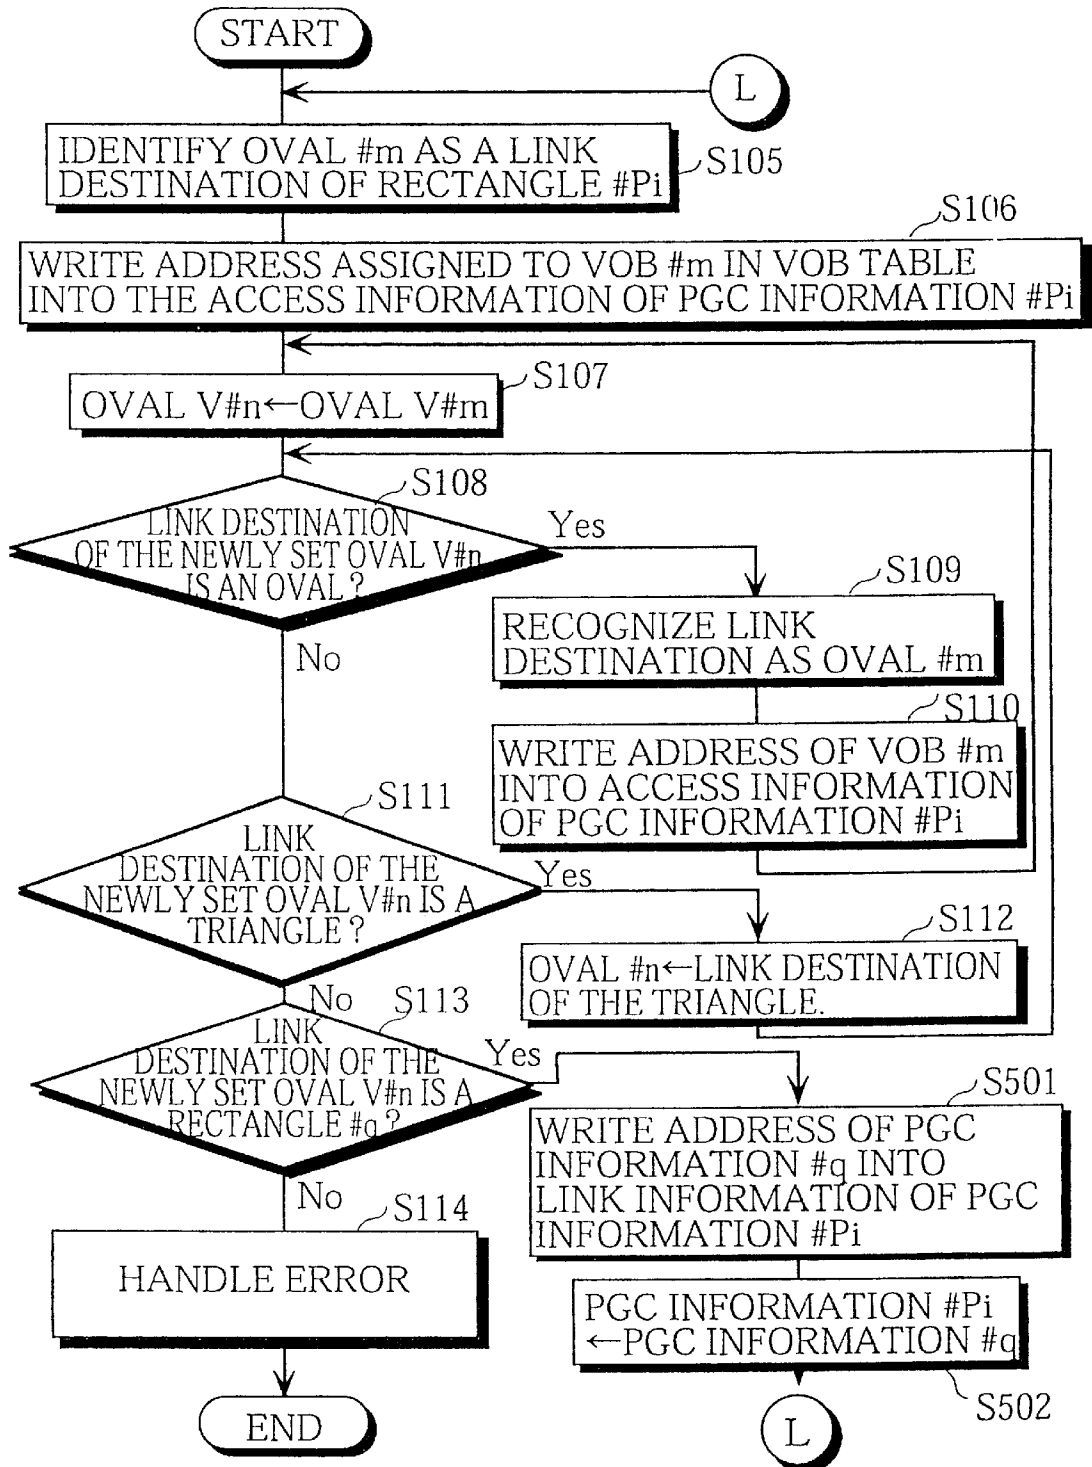 START
L
IDENTIFY OVAL #m AS A LINK
DESTINATION OF RECTANGLE #Pi
S105
S106
WRITE ADDRESS ASSIGNED TO VOB #m IN VOB TABLE
INTO THE ACCESS INFORMATION OF PGC INFORMATION #Pi
S107
OVAL V#n←OVAL V#m
S108
LINK DESTINATION
OF THE NEWLY SET OVAL V#n
IS AN OVAL?
Yes
No
S109
RECOGNIZE LINK
DESTINATION AS OVAL #m
S110
WRITE ADDRESS OF VOB #m
INTO ACCESS INFORMATION
OF PGC INFORMATION #Pi
S111
LINK
DESTINATION OF THE
NEWLY SET OVAL V#n IS A
TRIANGLE?
Yes
No
S112
OVAL #n←LINK DESTINATION
OF THE TRIANGLE.
S113
LINK
DESTINATION OF THE
NEWLY SET OVAL V#n IS A
RECTANGLE #q?
Yes
No
S501
WRITE ADDRESS OF PGC
INFORMATION #q INTO
LINK INFORMATION OF PGC
INFORMATION #Pi
S114
HANDLE ERROR
PGC INFORMATION #Pi
←PGC INFORMATION #q
S502
END
L